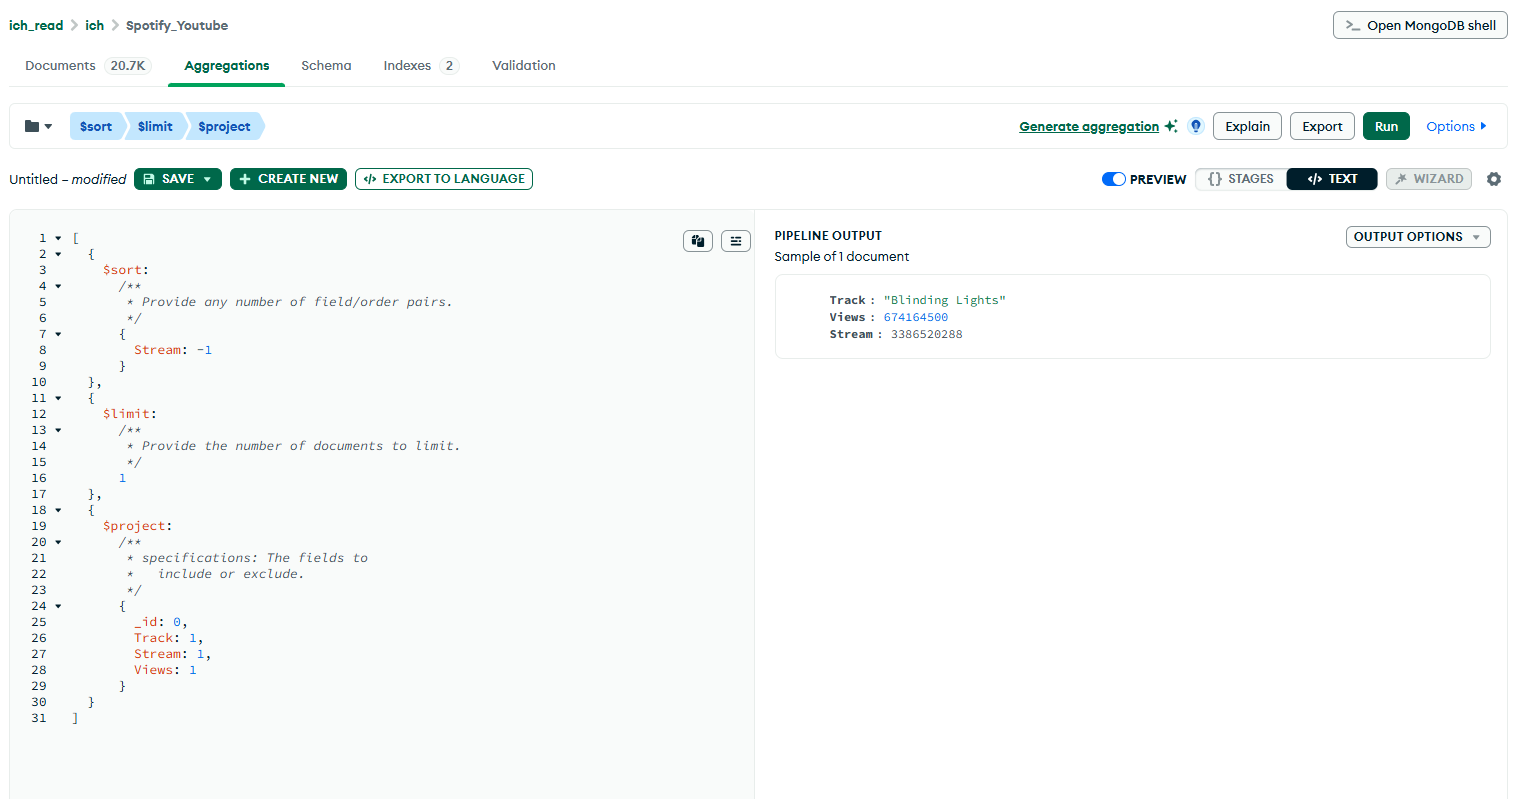 ich_read > ich > Spotify_Youtube
>_ Open MongoDB shell
Documents 20.7K Aggregations Schema Indexes 2 Validation
$sort $limit $project
Generate aggregation Explain Export Run Options
Untitled – modified SAVE + CREATE NEW </> EXPORT TO LANGUAGE
PREVIEW {} STAGES </> TEXT WIZARD
1 [
2 {
3 $sort:
4 /**
5 * Provide any number of field/order pairs.
6 */
7 {
8 Stream: -1
9 }
10 },
11 {
12 $limit:
13 /**
14 * Provide the number of documents to limit.
15 */
16 1
17 },
18 {
19 $project:
20 /**
21 * specifications: The fields to
22 * include or exclude.
23 */
24 {
25 _id: 0,
26 Track: 1,
27 Stream: 1,
28 Views: 1
29 }
30 }
31 ]
PIPELINE OUTPUT
OUTPUT OPTIONS
Sample of 1 document
Track : "Blinding Lights"
Views : 674164500
Stream : 3386520288